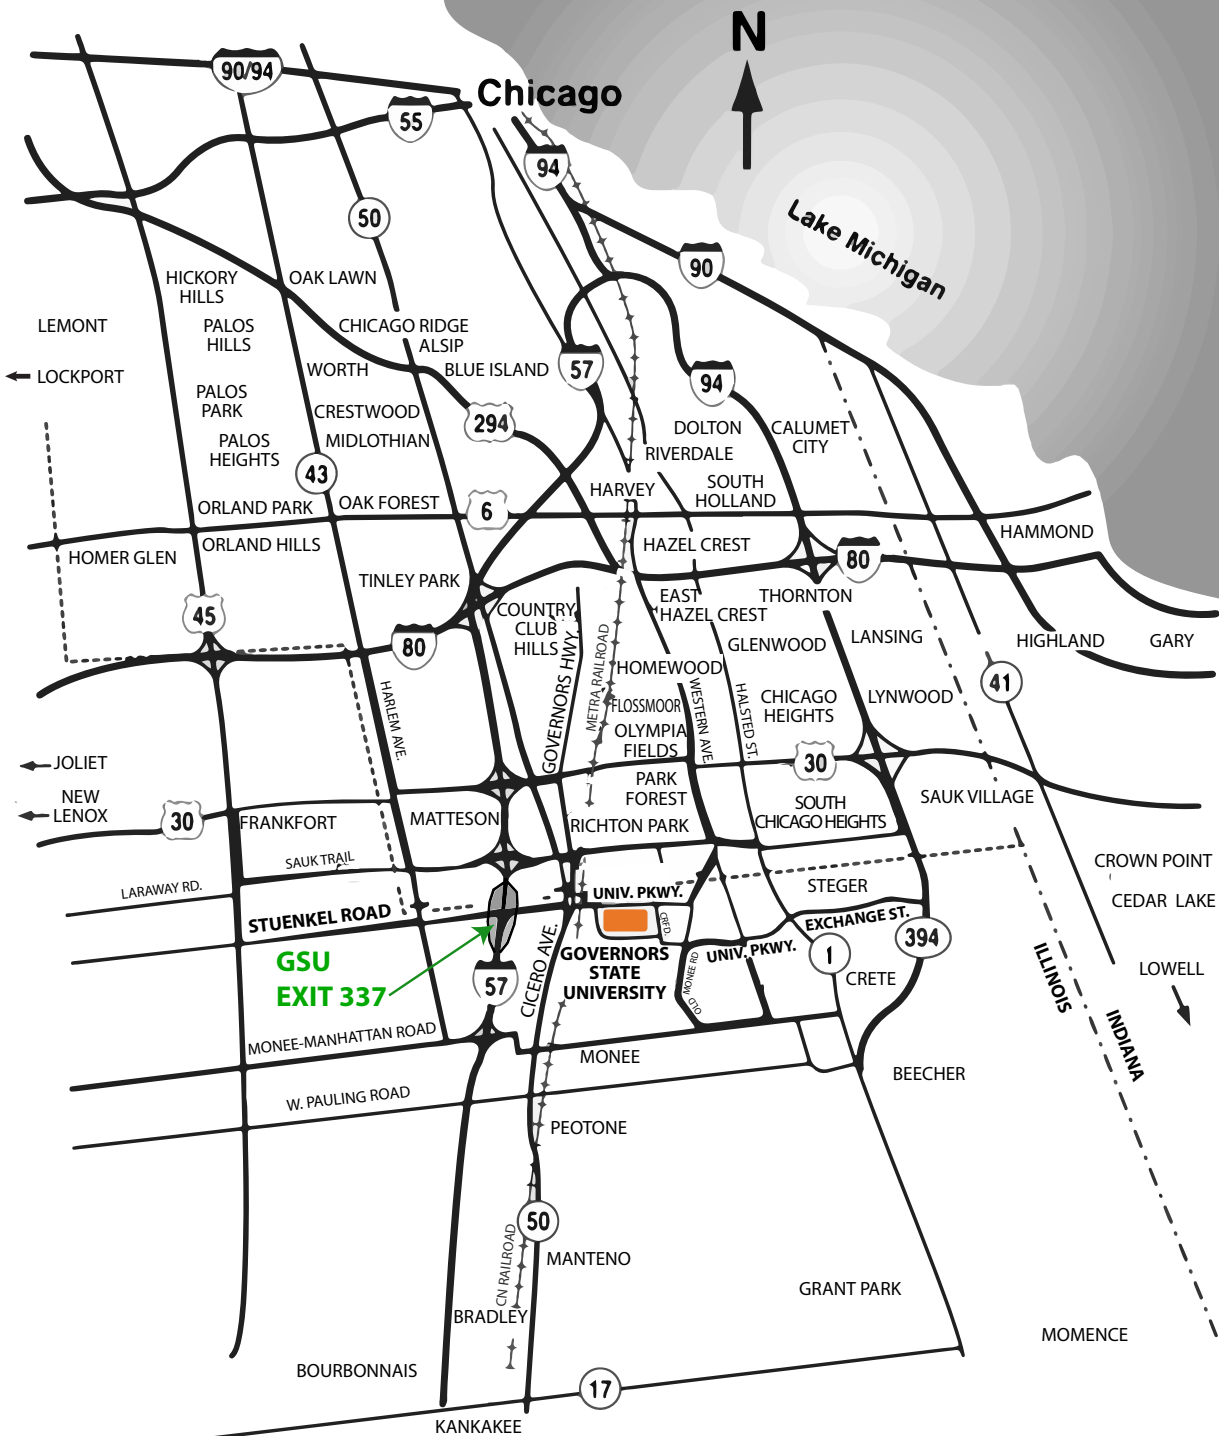 N
90/94
Chicago
55
94
50
Lake Michigan
90
HICKORY
HILLS
OAK LAWN
LEMONT
PALOS
HILLS
CHICAGO RIDGE
ALSIP
LOCKPORT
WORTH
BLUE ISLAND
57
94
PALOS
PARK
CRESTWOOD
294
DOLTON
CALUMET
CITY
MIDLOTHIAN
PALOS
HEIGHTS
RIVERDALE
43
HARVEY
SOUTH
HOLLAND
ORLAND PARK
OAK FOREST
6
HAMMOND
HOMER GLEN
ORLAND HILLS
HAZEL CREST
80
TINLEY PARK
EAST
HAZEL CREST
THORNTON
45
COUNTRY
CLUB
HILLS
80
GLENWOOD
LANSING
HIGHLAND
GARY
GOVERNORS HWY.
METRA RAILROAD
HOMEWOOD
41
HARLEM AVE.
FLOSSMOOR
WESTERN AVE.
HALSTED ST.
CHICAGO
HEIGHTS
LYNWOOD
OLYMPIA
FIELDS
JOLIET
30
NEW
LENOX
PARK
FOREST
SOUTH
CHICAGO HEIGHTS
SAUK VILLAGE
30
FRANKFORT
MATTESON
RICHTON PARK
SAUK TRAIL
CROWN POINT
LARAWAY RD.
UNIV. PKWY.
STEGER
CEDAR LAKE
STUENKEL ROAD
CRFD.
EXCHANGE ST.
394
GSU
EXIT 337
57
CICERO AVE.
GOVERNORS
STATE
UNIVERSITY
OLD MONEE RD
UNIV. PKWY.
1
CRETE
ILLINOIS
LOWELL
MONEE-MANHATTAN ROAD
MONEE
INDIANA
BEECHER
W. PAULING ROAD
PEOTONE
50
CN RAILROAD
MANTENO
GRANT PARK
BRADLEY
MOMENCE
BOURBONNAIS
17
KANKAKEE